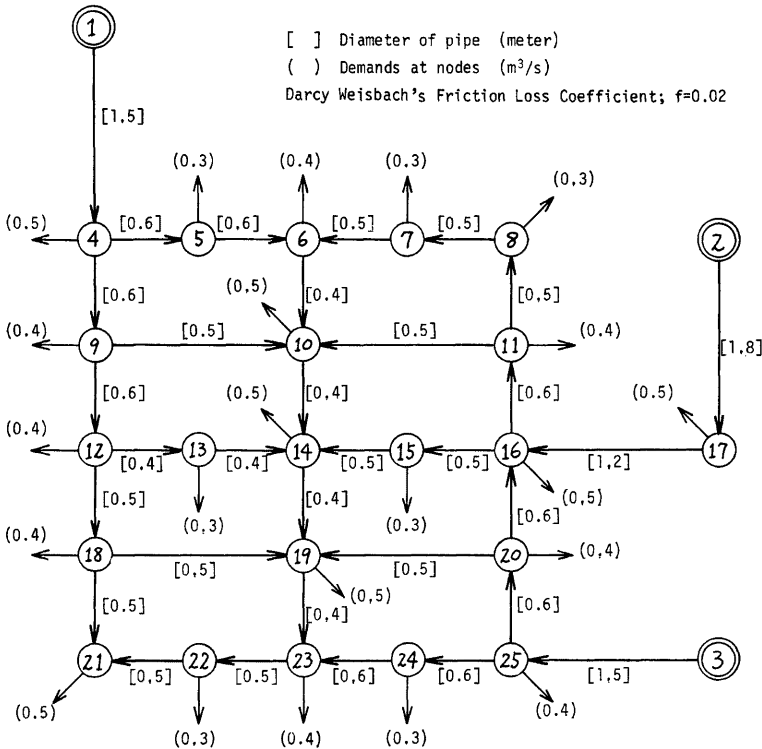 1
[ ] Diameter of pipe (meter)
( ) Demands at nodes (m³/s)
Darcy Weisbach's Friction Loss Coefficient; f=0.02
[1,5]
(0.3) (0.4) (0.3) (0,3)
(0.5) 4 [0.6] 5 [0.6] 6 [0.5] 7 [0.5] 8 2
[0.6] (0,5) [0.4] [0,5]
(0.4) 9 [0.5] 10 [0.5] 11 (0.4) [1,8]
[0.6] (0.5) [0,4] [0.6] (0.5)
(0.4) 12 [0.4] 13 [0.4] 14 [0.5] 15 [0.5] 16 [1,2] 17
[0.5] (0.3) [0.4] (0.3) (0,5) [0.6]
(0.4) 18 [0,5] 19 [0.5] 20 (0,4)
[0.5] (0,5) [0,4] [0.6]
21 [0.5] 22 [0.5] 23 [0.6] 24 [0.6] 25 [1,5] 3
(0.5) (0.3) (0.4) (0.3) (0.4)